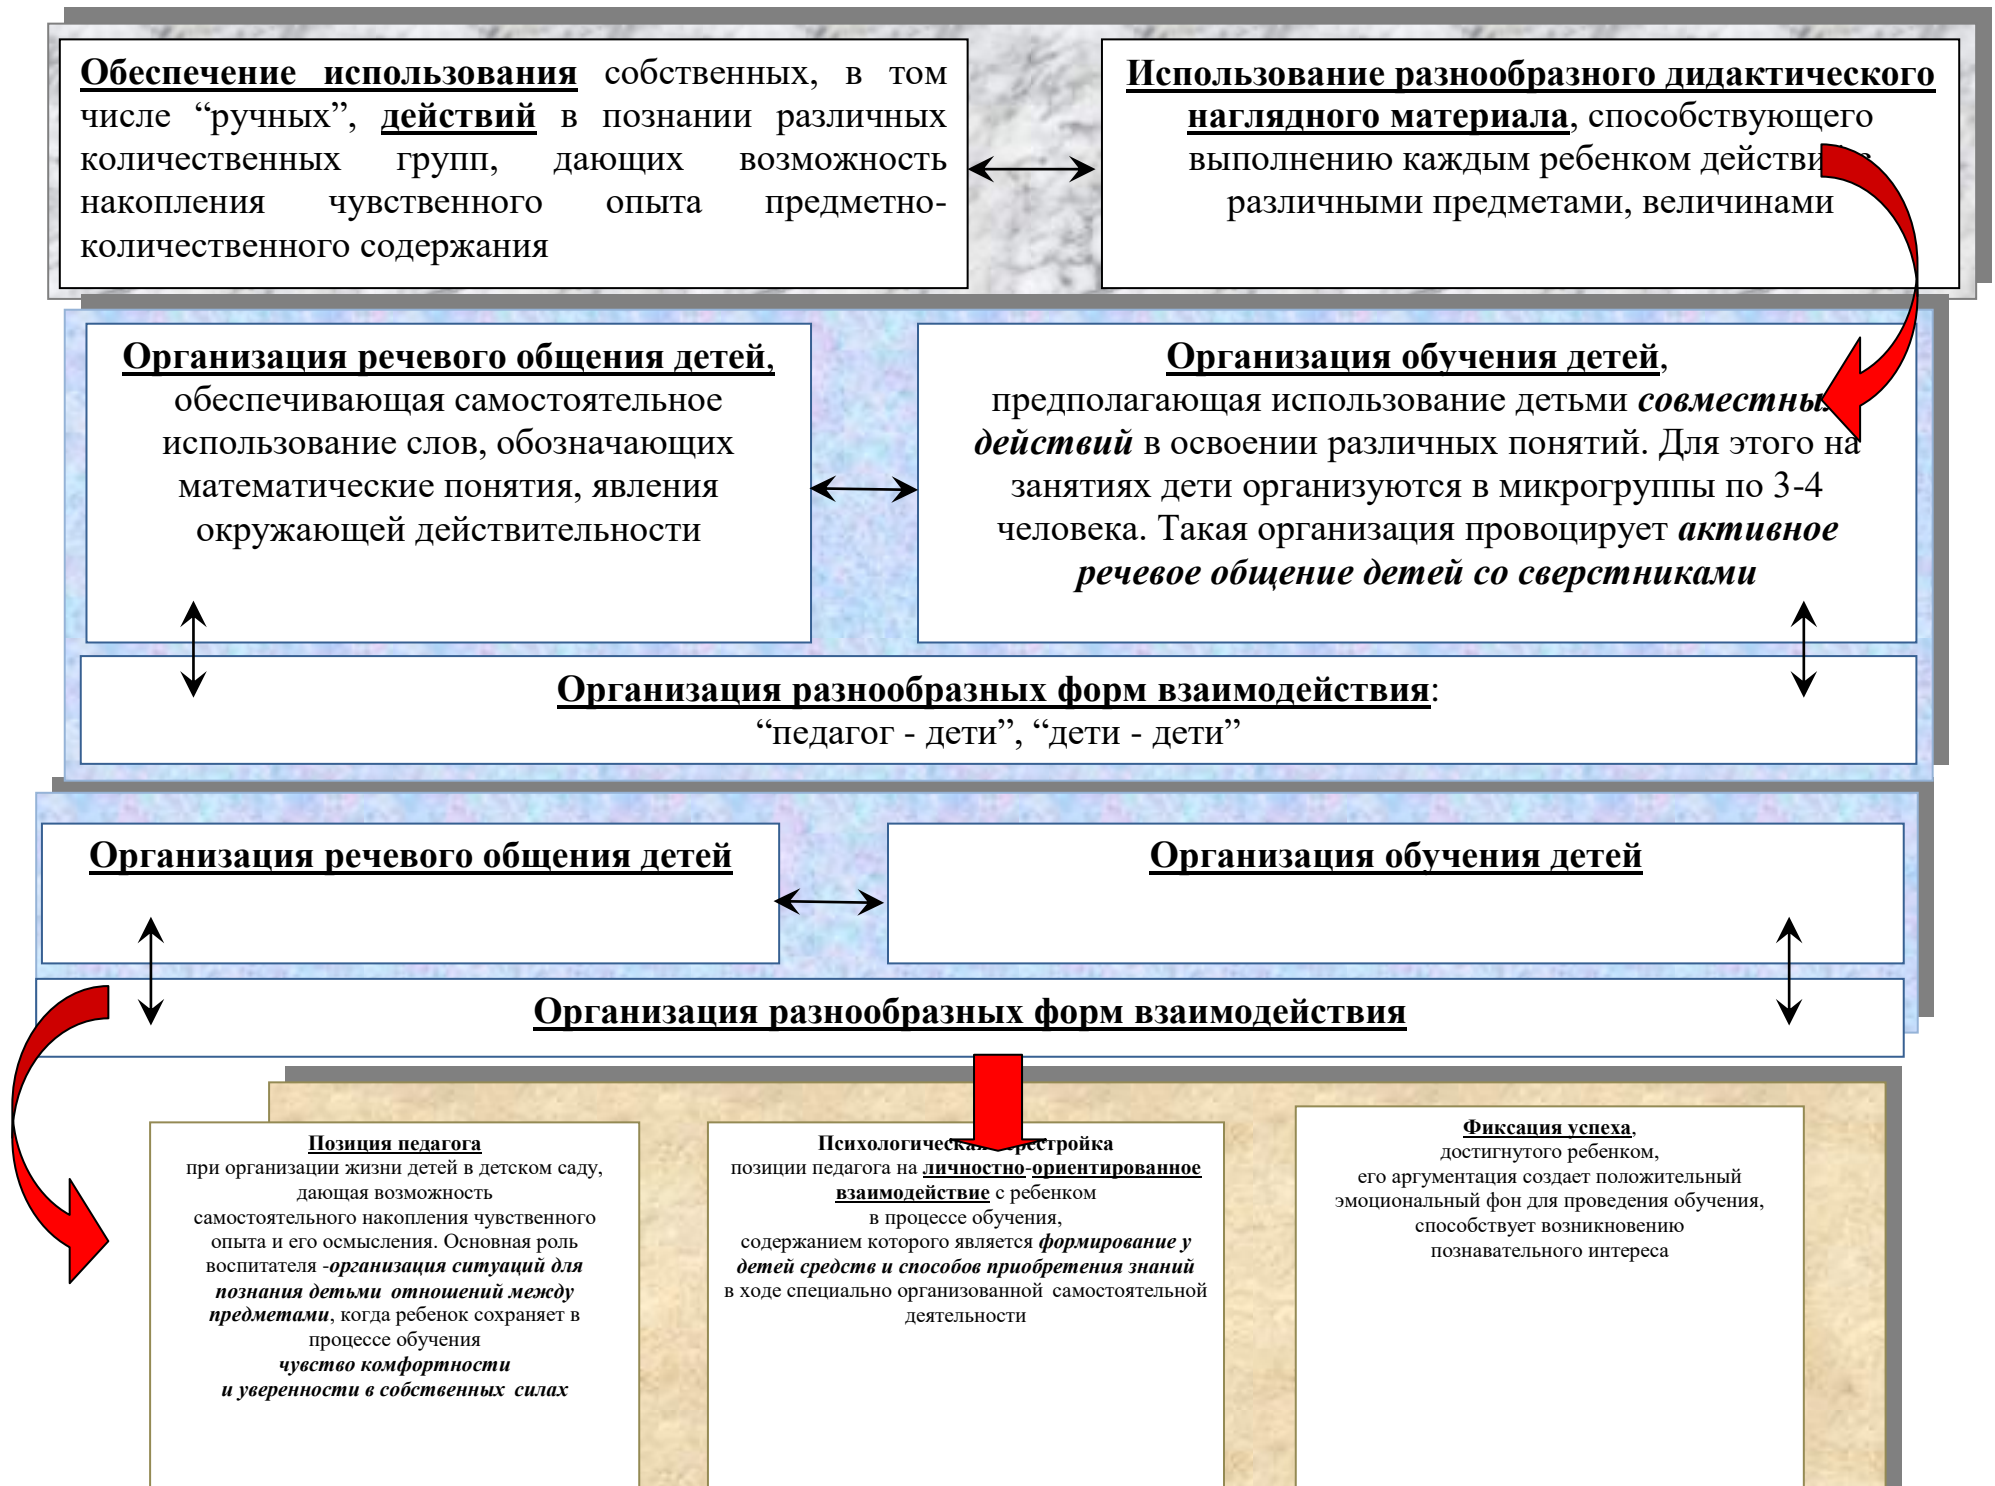 Обеспечение использования собственных, в том
числе “ручных”, действий в познании различных
количественных групп, дающих возможность
накопления чувственного опыта предметно-
количественного содержания
Использование разнообразного дидактического
наглядного материала, способствующего
выполнению каждым ребенком
различными предметами, величинами
Организация речевого общения детей,
обеспечивающая самостоятельное
использование слов, обозначающих
математические понятия, явления
окружающей действительности
Организация обучения детей,
предполагающая использование детьми
действий в освоении различных понятий. Для этого на
занятиях дети организуются в микрогруппы по 3-4
человека. Такая организация провоцирует активное
речевое общение детей со сверстниками
Организация разнообразных форм взаимодействия:
“педагог - дети”, “дети - дети”
Организация речевого общения детей
Организация обучения детей
Организация разнообразных форм взаимодействия
Позиция педагога
при организации жизни детей в детском саду,
дающая возможность
самостоятельного накопления чувственного
опыта и его осмысления. Основная роль
воспитателя -организация ситуаций для
познания детьми отношений между
предметами, когда ребенок сохраняет в
процессе обучения
чувство комфортности
и уверенности в собственных силах
позиции педагога на личностно-ориентированное
взаимодействие с ребенком
в процессе обучения,
содержанием которого является формирование у
детей средств и способов приобретения знаний
в ходе специально организованной самостоятельной
деятельности
Фиксация успеха,
достигнутого ребенком,
его аргументация создает положительный
эмоциональный фон для проведения обучения,
способствует возникновению
познавательного интереса